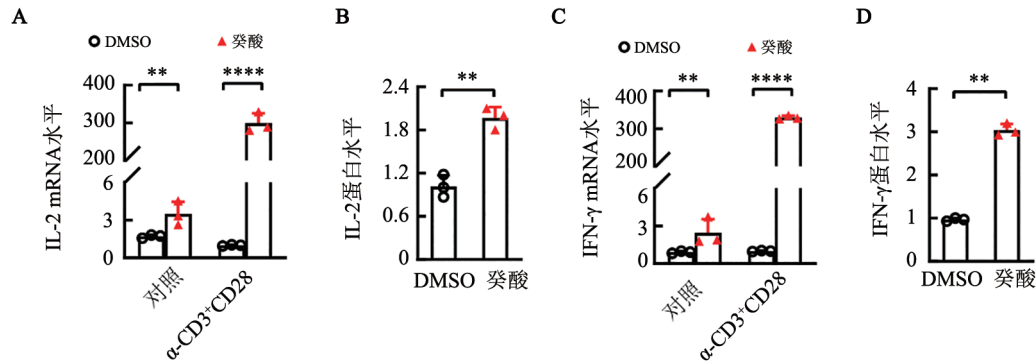 A
DMSO 癸酸
IL-2 mRNA水平
400
300
200
6
3
0
**
****
对照
α-CD3+CD28
B
IL-2蛋白水平
2.4
1.8
1.2
0.6
0
**
DMSO 癸酸
C
DMSO 癸酸
IFN-γ mRNA水平
400
300
200
6
3
0
**
****
对照
α-CD3⁺CD28
D
IFN-γ蛋白水平
4
3
2
1
0
**
DMSO 癸酸